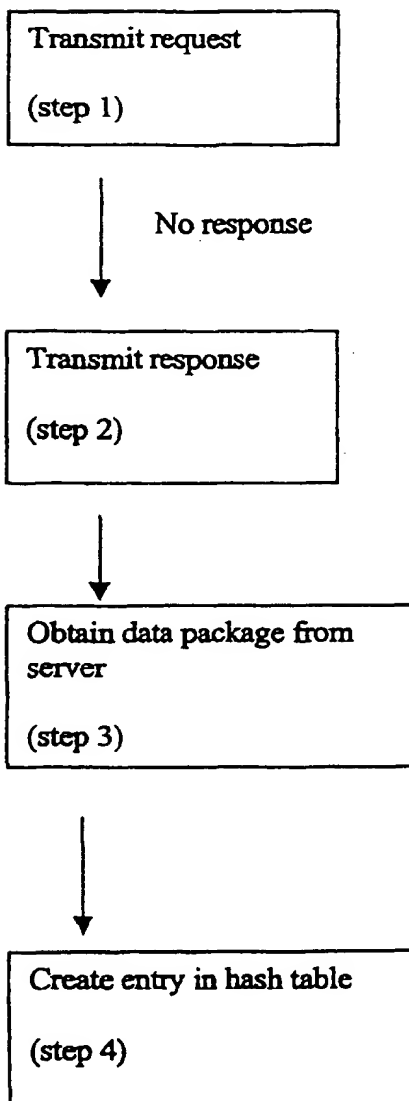 Transmit request
(step 1)
No response
Transmit response
(step 2)
Obtain data package from
server
(step 3)
Create entry in hash table
(step 4)